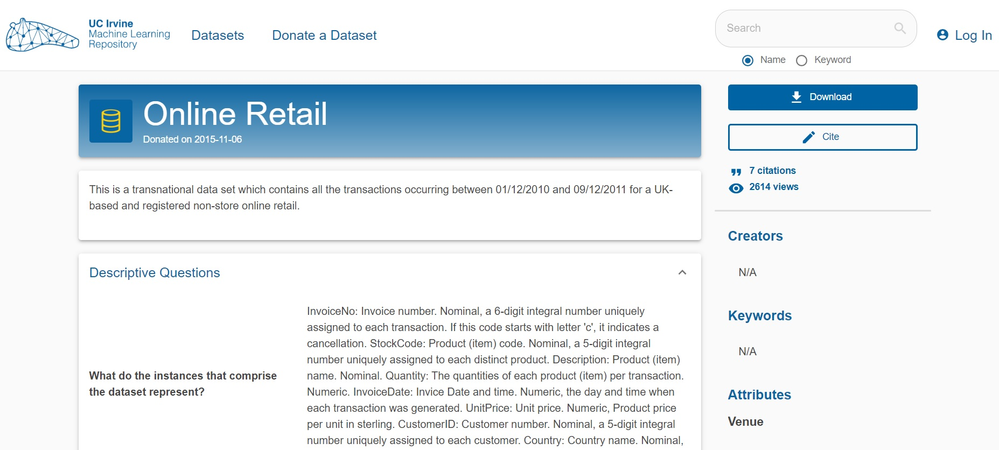 UC Irvine
Machine Learning
Repository
Datasets
Donate a Dataset
Search
Name
Keyword
Log In
Online Retail
Donated on 2015-11-06
This is a transnational data set which contains all the transactions occurring between 01/12/2010 and 09/12/2011 for a UK-
based and registered non-store online retail.
Descriptive Questions
What do the instances that comprise
the dataset represent?
InvoiceNo: Invoice number. Nominal, a 6-digit integral number uniquely
assigned to each transaction. If this code starts with letter 'c', it indicates a
cancellation. StockCode: Product (item) code. Nominal, a 5-digit integral
number uniquely assigned to each distinct product. Description: Product (item)
name. Nominal. Quantity: The quantities of each product (item) per transaction.
Numeric. InvoiceDate: Invice Date and time. Numeric, the day and time when
each transaction was generated. UnitPrice: Unit price. Numeric, Product price
per unit in sterling. CustomerID: Customer number. Nominal, a 5-digit integral
number uniquely assigned to each customer. Country: Country name. Nominal,
Download
Cite
7 citations
2614 views
Creators
N/A
Keywords
N/A
Attributes
Venue